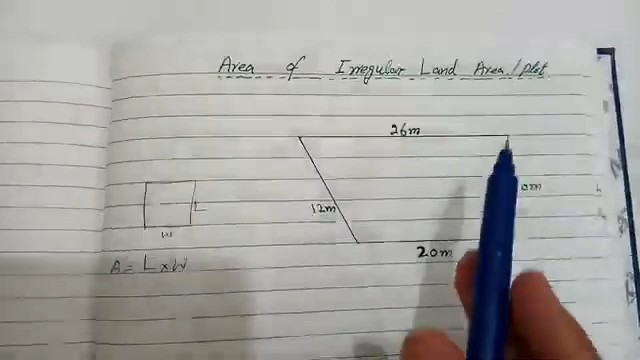 Area of Irregular Land Area/plot
26m
L
12m
W
20m
A = L x W